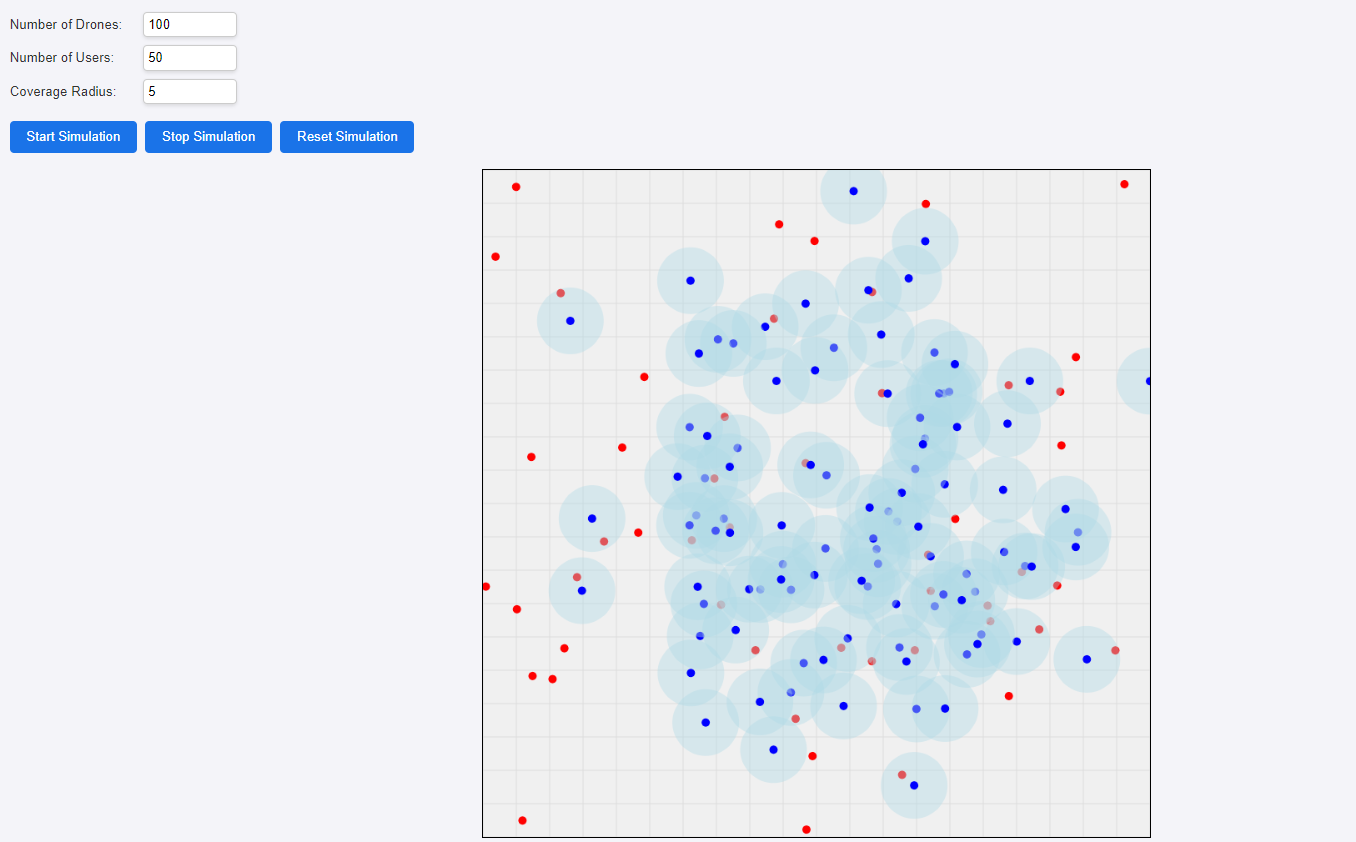 Number of Drones: 100
Number of Users: 50
Coverage Radius: 5
Start Simulation Stop Simulation Reset Simulation